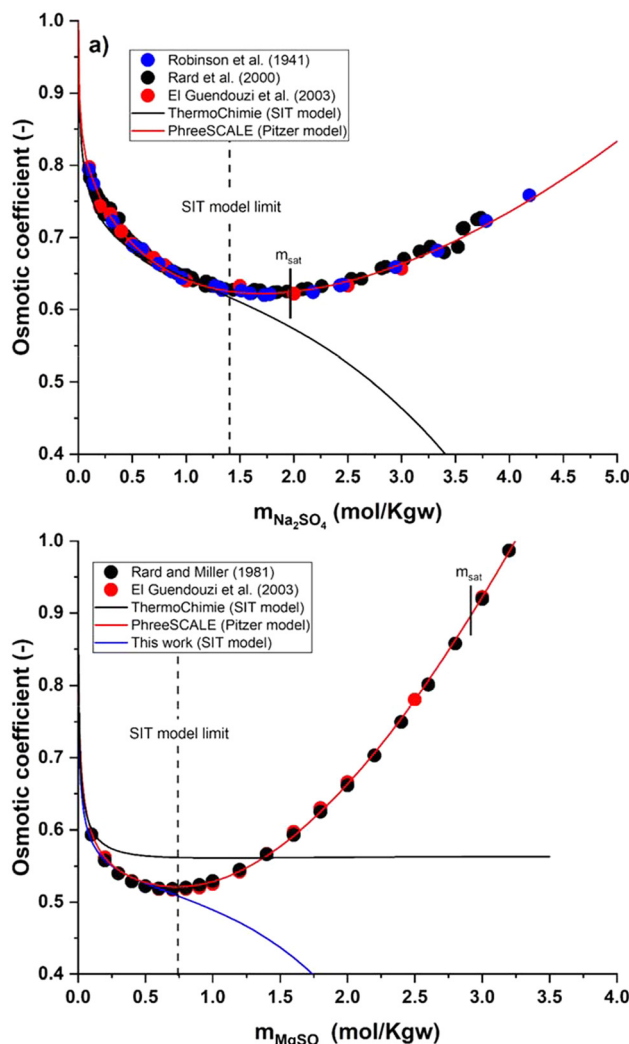 a)
Robinson et al. (1941)
Rard et al. (2000)
El Guendouzi et al. (2003)
ThermoChimie (SIT model)
PhreeSCALE (Pitzer model)
SIT model limit
m_sat
Osmotic coefficient (-)
1.0
0.9
0.8
0.7
0.6
0.5
0.4
0.0 0.5 1.0 1.5 2.0 2.5 3.0 3.5 4.0 4.5 5.0
m_Na₂SO₄ (mol/Kgw)
Rard and Miller (1981)
El Guendouzi et al. (2003)
ThermoChimie (SIT model)
PhreeSCALE (Pitzer model)
This work (SIT model)
SIT model limit
m_sat
Osmotic coefficient (-)
1.0
0.9
0.8
0.7
0.6
0.5
0.4
0.0 0.5 1.0 1.5 2.0 2.5 3.0 3.5 4.0
m_MgSO (mol/Kgw)